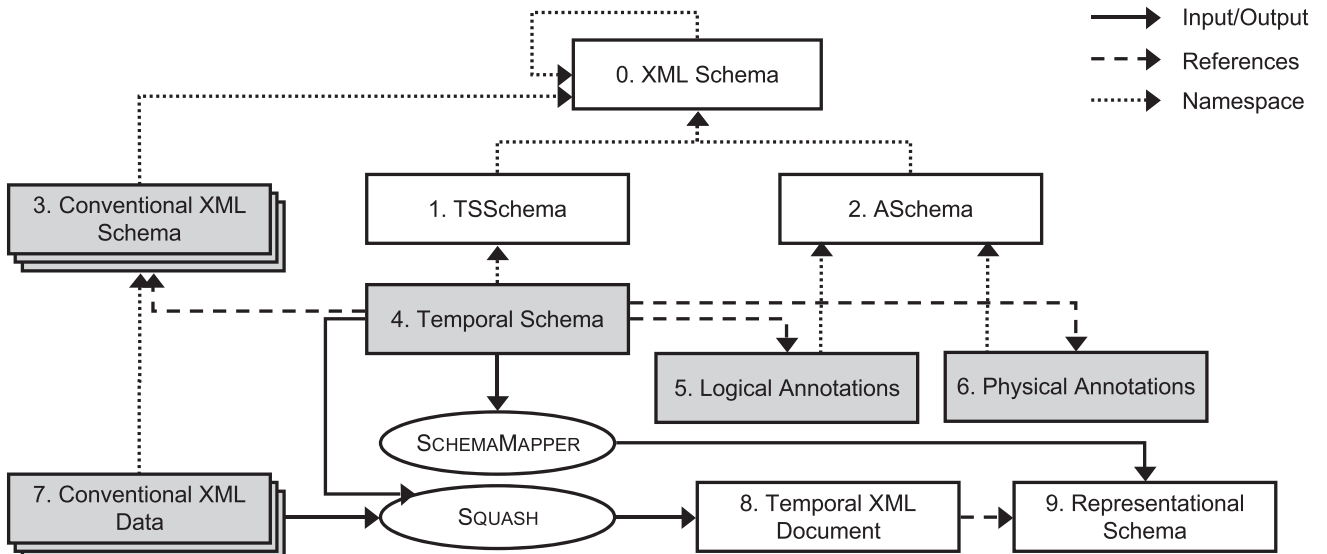 Input/Output
References
Namespace
0. XML Schema
3. Conventional XML
Schema
1. TSSchema
2. ASchema
4. Temporal Schema
5. Logical Annotations
6. Physical Annotations
SCHEMAMAPPER
7. Conventional XML
Data
SQUASH
8. Temporal XML
Document
9. Representational
Schema